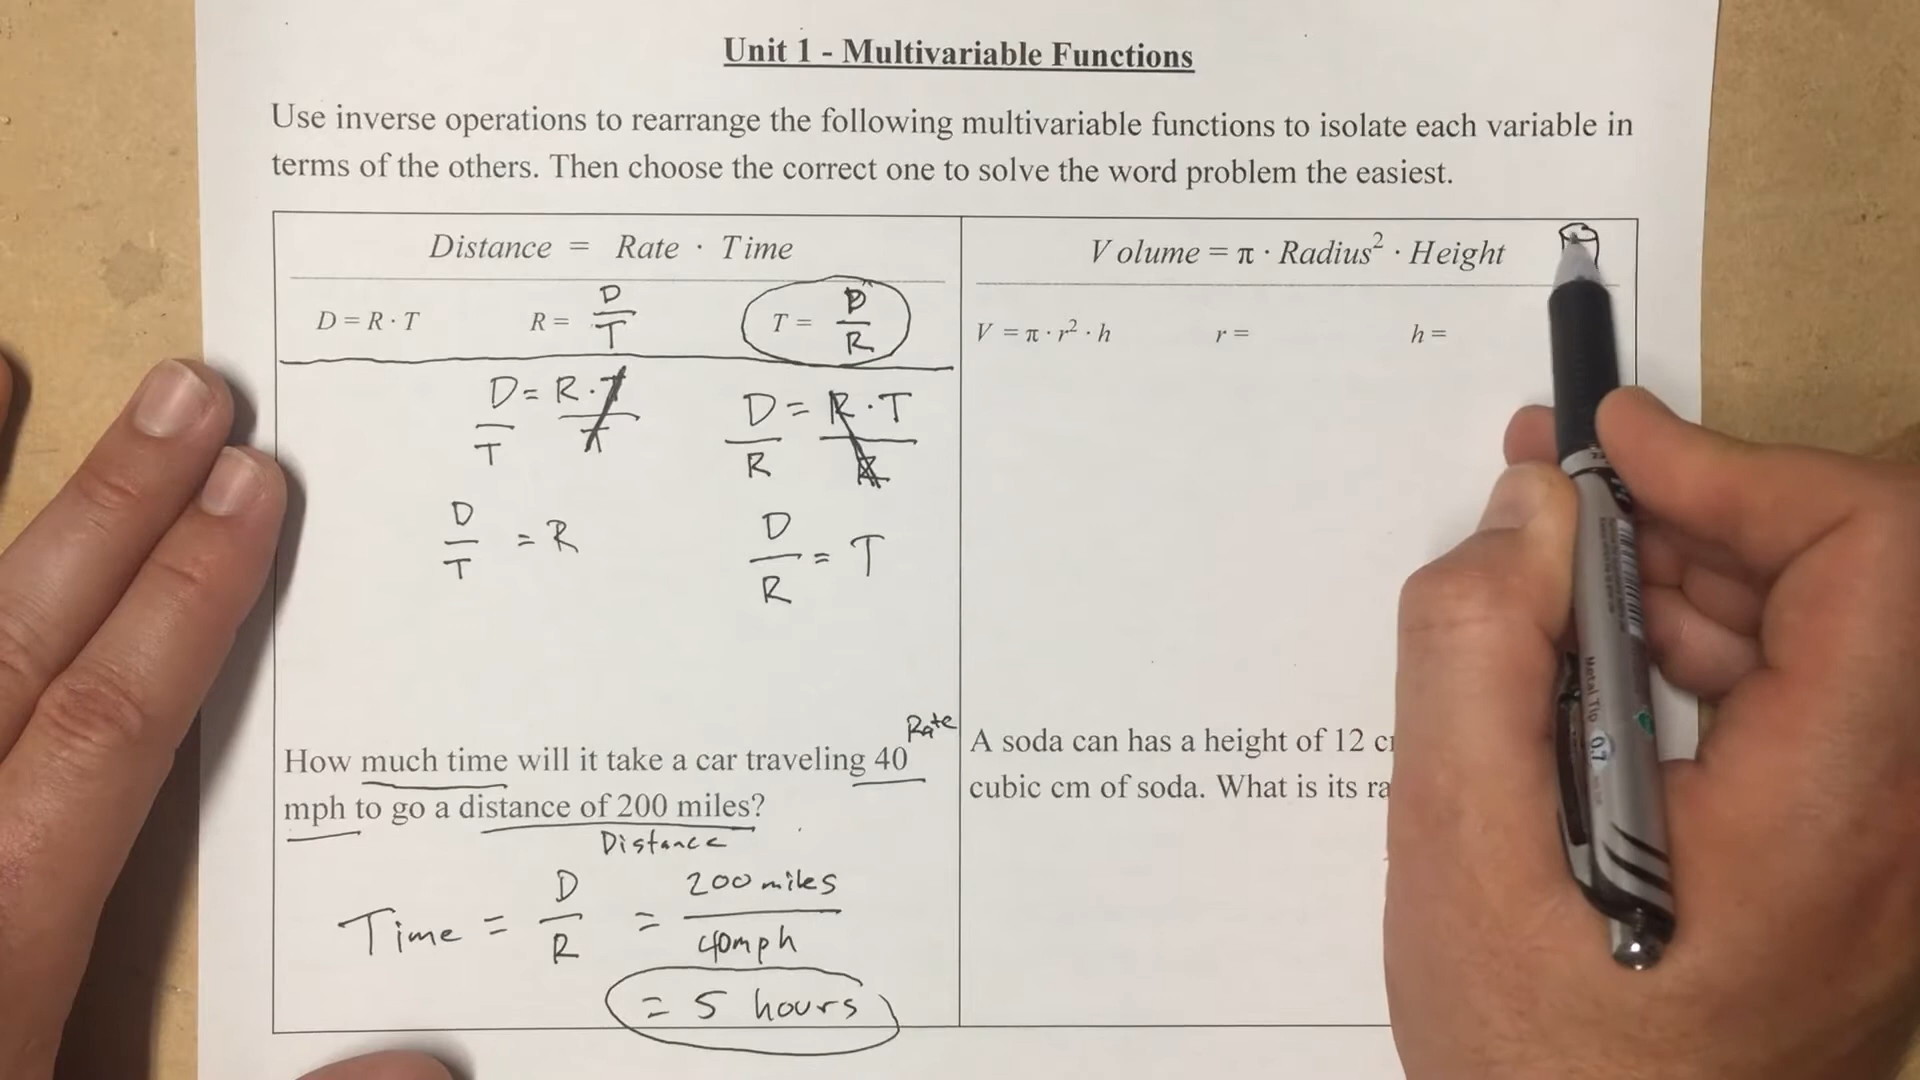 Unit 1 - Multivariable Functions
Use inverse operations to rearrange the following multivariable functions to isolate each variable in
terms of the others. Then choose the correct one to solve the word problem the easiest.
Distance = Rate · Time
D = R · T R = D/T T = D/R
D = R · T
T T
D/T = R
D = R · T
R R
D/R = T
How much time will it take a car traveling 40
Rate
mph to go a distance of 200 miles?
Distance
Time = D/R = 200 miles/40mph
= 5 hours
Volume = π · Radius² · Height
V = π · r² · h r = h =
A soda can has a height of 12
cubic cm of soda. What is its
Metal Tip 0.7